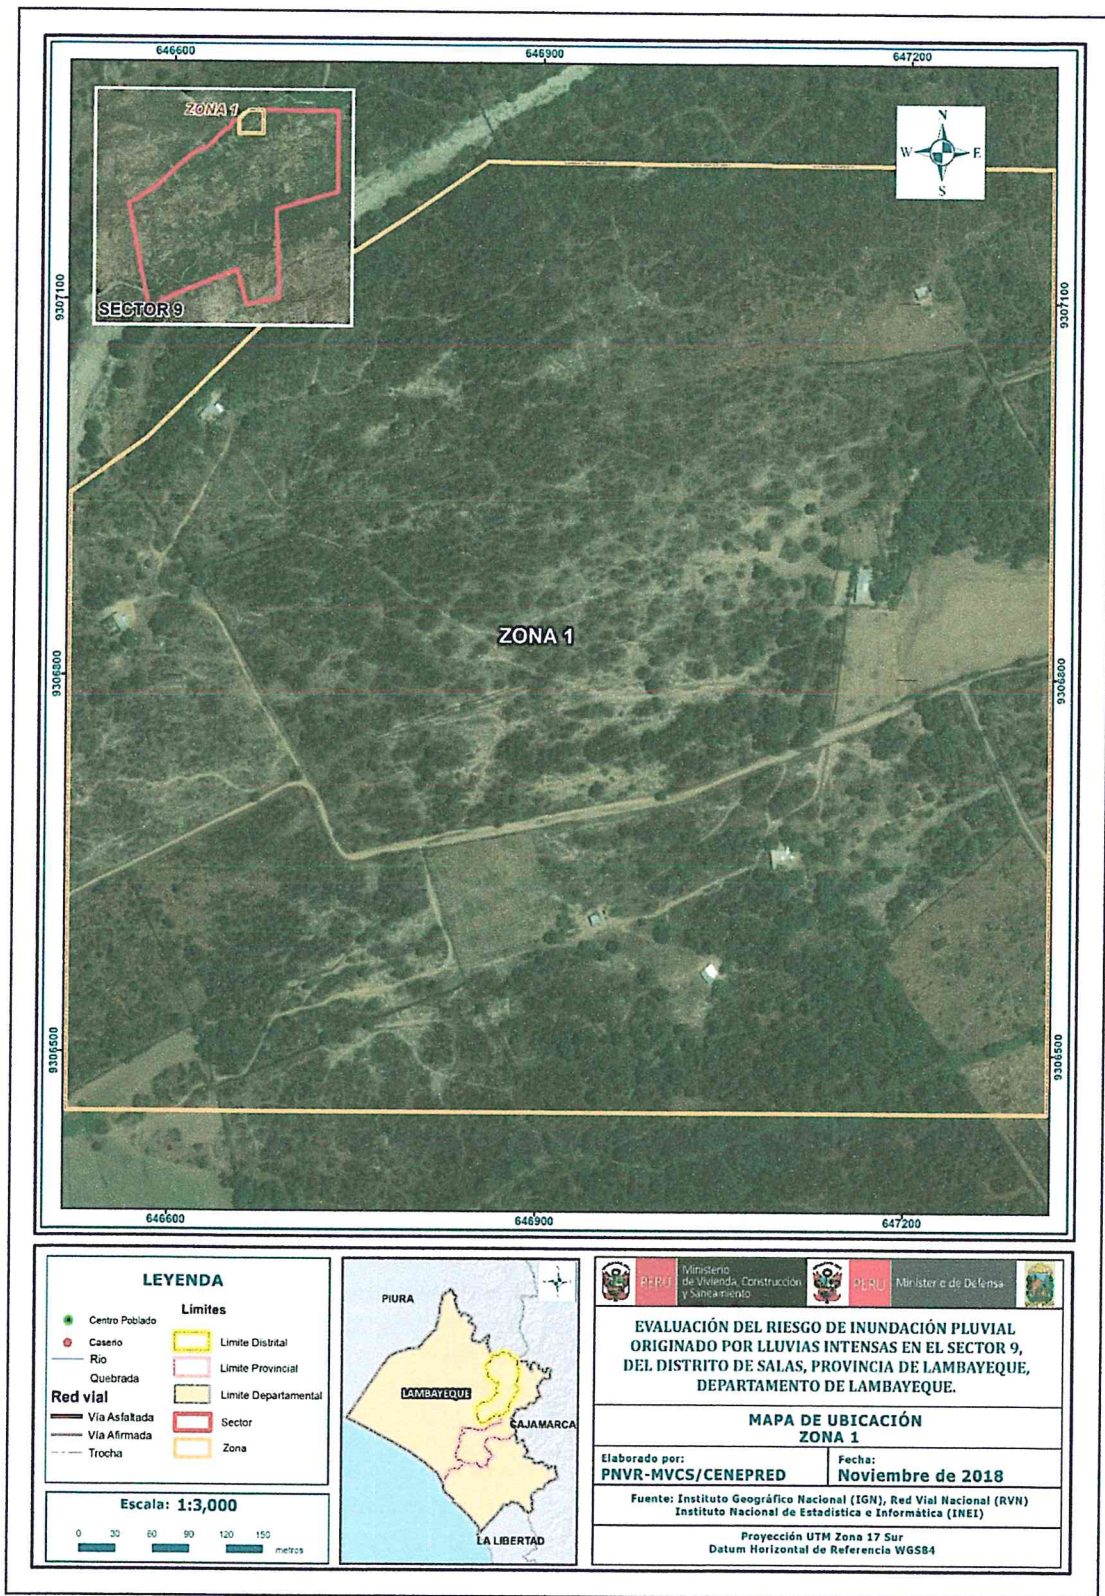 646600
646900
647200
ZONA 1
N
W
E
S
SECTOR 9
9307100
9307100
ZONA 1
9306800
9306800
9306500
9306500
646600
646900
647200
LEYENDA
Centro Poblado
Caserio
Rio
Quebrada
Red vial
Vía Asfaltada
Vía Afirmada
Trocha
Límites
Limite Distrital
Limite Provincial
Limite Departamental
Sector
Zona
Escala: 1:3,000
0 30 60 90 120 150
metros
PIURA
LAMBAYEQUE
CAJAMARCA
LA LIBERTAD
PERÚ
Ministerio
de Vivienda, Construcción
y Saneamiento
PERÚ
Ministerio de Defensa
EVALUACIÓN DEL RIESGO DE INUNDACIÓN PLUVIAL
ORIGINADO POR LLUVIAS INTENSAS EN EL SECTOR 9,
DEL DISTRITO DE SALAS, PROVINCIA DE LAMBAYEQUE,
DEPARTAMENTO DE LAMBAYEQUE.
MAPA DE UBICACIÓN
ZONA 1
Elaborado por:
PNVR-MVCS/CENEPRED
Fecha:
Noviembre de 2018
Fuente: Instituto Geográfico Nacional (IGN), Red Vial Nacional (RVN)
Instituto Nacional de Estadística e Informática (INEI)
Proyección UTM Zona 17 Sur
Datum Horizontal de Referencia WGS84